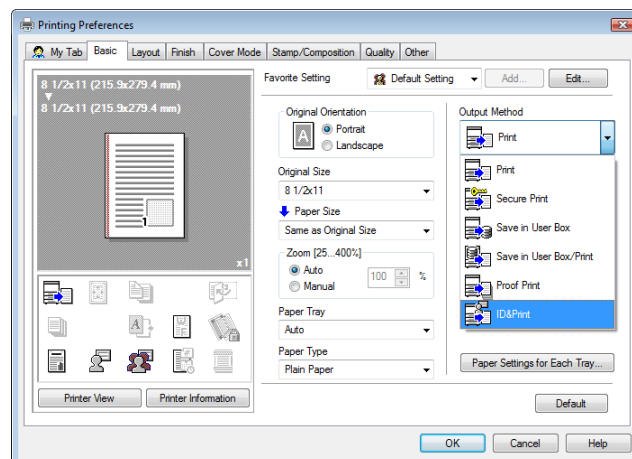 Printing Preferences
My Tab Basic Layout Finish Cover Mode Stamp/Composition Quality Other
8 1/2x11 (215.9x279.4 mm)
8 1/2x11 (215.9x279.4 mm)
1
x1
Printer View Printer Information
Favorite Setting Default Setting Add... Edit...
Original Orientation
A
Portrait
Landscape
Original Size
8 1/2x11
Paper Size
Same as Original Size
Zoom [25...400%]
Auto
Manual
100 %
Paper Tray
Auto
Paper Type
Plain Paper
Output Method
Print
Print
Secure Print
Save in User Box
Save in User Box/Print
Proof Print
ID&Print
Paper Settings for Each Tray...
Default
OK Cancel Help